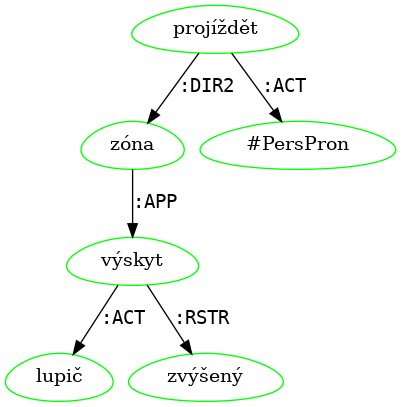 projíždět
:DIR2 :ACT
zóna #PersPron
:APP
výskyt
:ACT :RSTR
lupič zvýšený